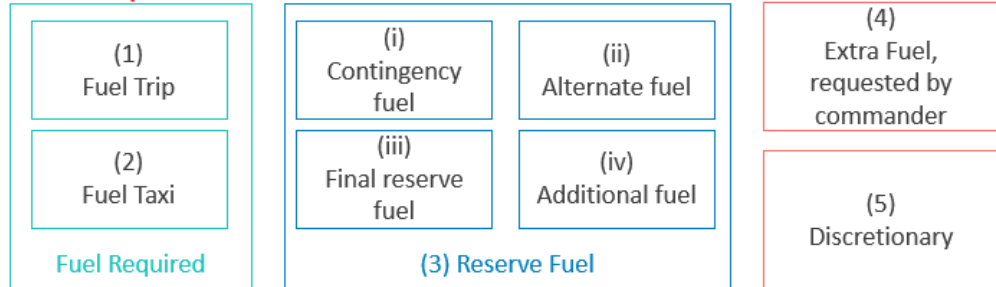 (1)
Fuel Trip
(2)
Fuel Taxi
Fuel Required
(i)
Contingency
fuel
(ii)
Alternate fuel
(iii)
Final reserve
fuel
(iv)
Additional fuel
(3) Reserve Fuel
(4)
Extra Fuel,
requested by
commander
(5)
Discretionary